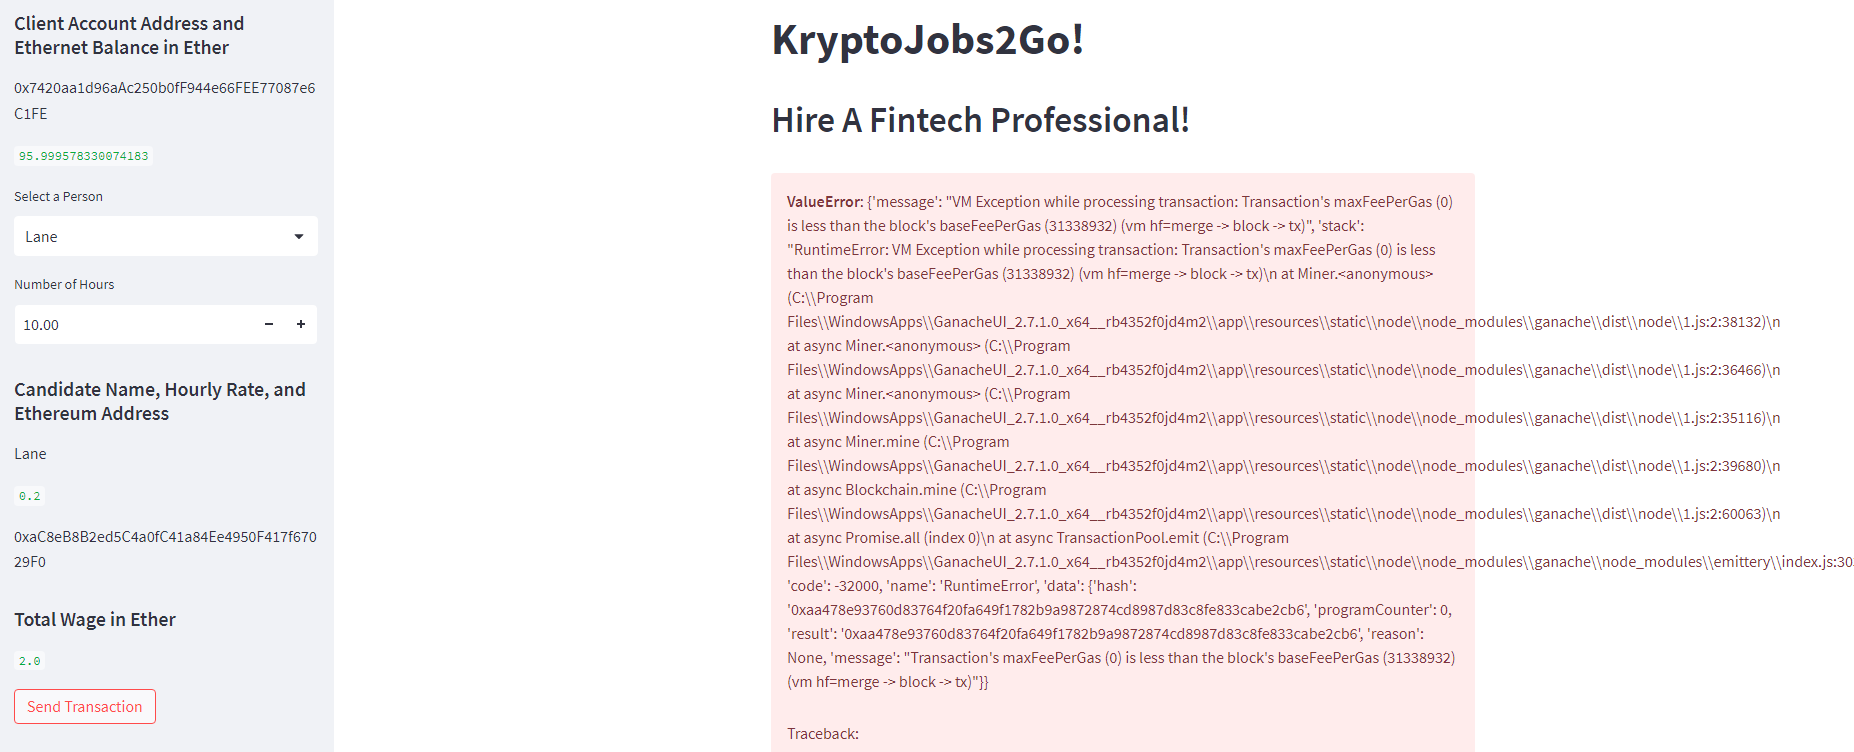 Client Account Address and
Ethernet Balance in Ether
0x7420aa1d96aAc250b0fF944e66FEE77087e6
C1FE
95.999578330074183
Select a Person
Lane
Number of Hours
10.00
Candidate Name, Hourly Rate, and
Ethereum Address
Lane
0.2
0xaC8eB8B2ed5C4a0fC41a84Ee4950F417f670
29F0
Total Wage in Ether
2.0
Send Transaction
KryptoJobs2Go!
Hire A Fintech Professional!
ValueError: {'message': "VM Exception while processing transaction: Transaction's maxFeePerGas (0)
is less than the block's baseFeePerGas (31338932) (vm hf=merge -> block -> tx)", 'stack':
"RuntimeError: VM Exception while processing transaction: Transaction's maxFeePerGas (0) is less
than the block's baseFeePerGas (31338932) (vm hf=merge -> block -> tx)\n at Miner.<anonymous>
(C:\\Program
Files\\WindowsApps\\GanacheUI_2.7.1.0_x64__rb4352f0jd4m2\\app\\resources\\static\\node\\node_modules\\ganache\\dist\\node\\1.js:2:38132)\n
at async Miner.<anonymous> (C:\\Program
Files\\WindowsApps\\GanacheUI_2.7.1.0_x64__rb4352f0jd4m2\\app\\resources\\static\\node\\node_modules\\ganache\\dist\\node\\1.js:2:36466)\n
at async Miner.<anonymous> (C:\\Program
Files\\WindowsApps\\GanacheUI_2.7.1.0_x64__rb4352f0jd4m2\\app\\resources\\static\\node\\node_modules\\ganache\\dist\\node\\1.js:2:35116)\n
at async Miner.mine (C:\\Program
Files\\WindowsApps\\GanacheUI_2.7.1.0_x64__rb4352f0jd4m2\\app\\resources\\static\\node\\node_modules\\ganache\\dist\\node\\1.js:2:39680)\n
at async Blockchain.mine (C:\\Program
Files\\WindowsApps\\GanacheUI_2.7.1.0_x64__rb4352f0jd4m2\\app\\resources\\static\\node\\node_modules\\ganache\\dist\\node\\1.js:2:60063)\n
at async Promise.all (index 0)\n at async TransactionPool.emit (C:\\Program
Files\\WindowsApps\\GanacheUI_2.7.1.0_x64__rb4352f0jd4m2\\app\\resources\\static\\node\\node_modules\\ganache\\node_modules\\emittery\\index.js:30
'code': -32000, 'name': 'RuntimeError', 'data': {'hash':
'0xaa478e93760d83764f20fa649f1782b9a9872874cd8987d83c8fe833cabe2cb6', 'programCounter': 0,
'result': '0xaa478e93760d83764f20fa649f1782b9a9872874cd8987d83c8fe833cabe2cb6', 'reason':
None, 'message': "Transaction's maxFeePerGas (0) is less than the block's baseFeePerGas (31338932)
(vm hf=merge -> block -> tx)"}}
Traceback: